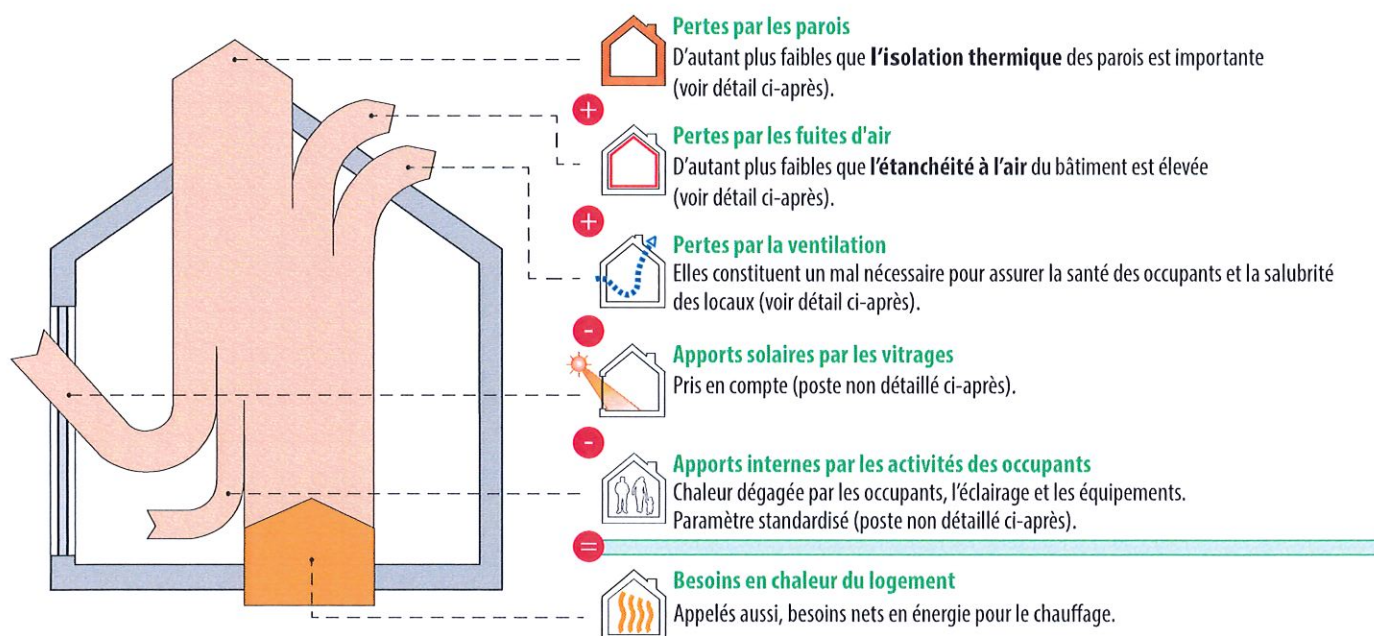 Pertes par les parois
D'autant plus faibles que l'isolation thermique des parois est importante
(voir détail ci-après).
+
Pertes par les fuites d'air
D'autant plus faibles que l'étanchéité à l'air du bâtiment est élevée
(voir détail ci-après).
+
Pertes par la ventilation
Elles constituent un mal nécessaire pour assurer la santé des occupants et la salubrité
des locaux (voir détail ci-après).
-
Apports solaires par les vitrages
Pris en compte (poste non détaillé ci-après).
-
Apports internes par les activités des occupants
Chaleur dégagée par les occupants, l'éclairage et les équipements.
Paramètre standardisé (poste non détaillé ci-après).
=
Besoins en chaleur du logement
Appelés aussi, besoins nets en énergie pour le chauffage.